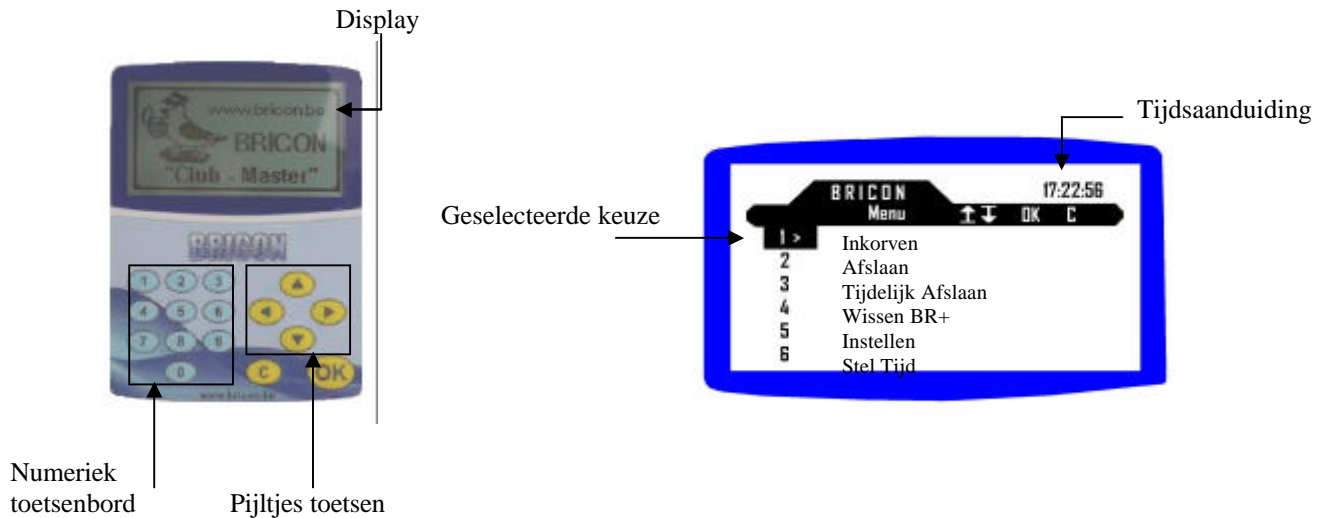 Display
www.bricon.be
BRICON
"Club - Master"
BRICON
1 2 3
4 5 6
7 8 9
0 C OK
www.bricon.be
Numeriek
toetsenbord
Pijltjes toetsen
Tijdsaanduiding
Geselecteerde keuze
BRICON 17:22:56
Menu OK C
1 > Inkorven
2 Afslaan
3 Tijdelijk Afslaan
4 Wissen BR+
5 Instellen
6 Stel Tijd